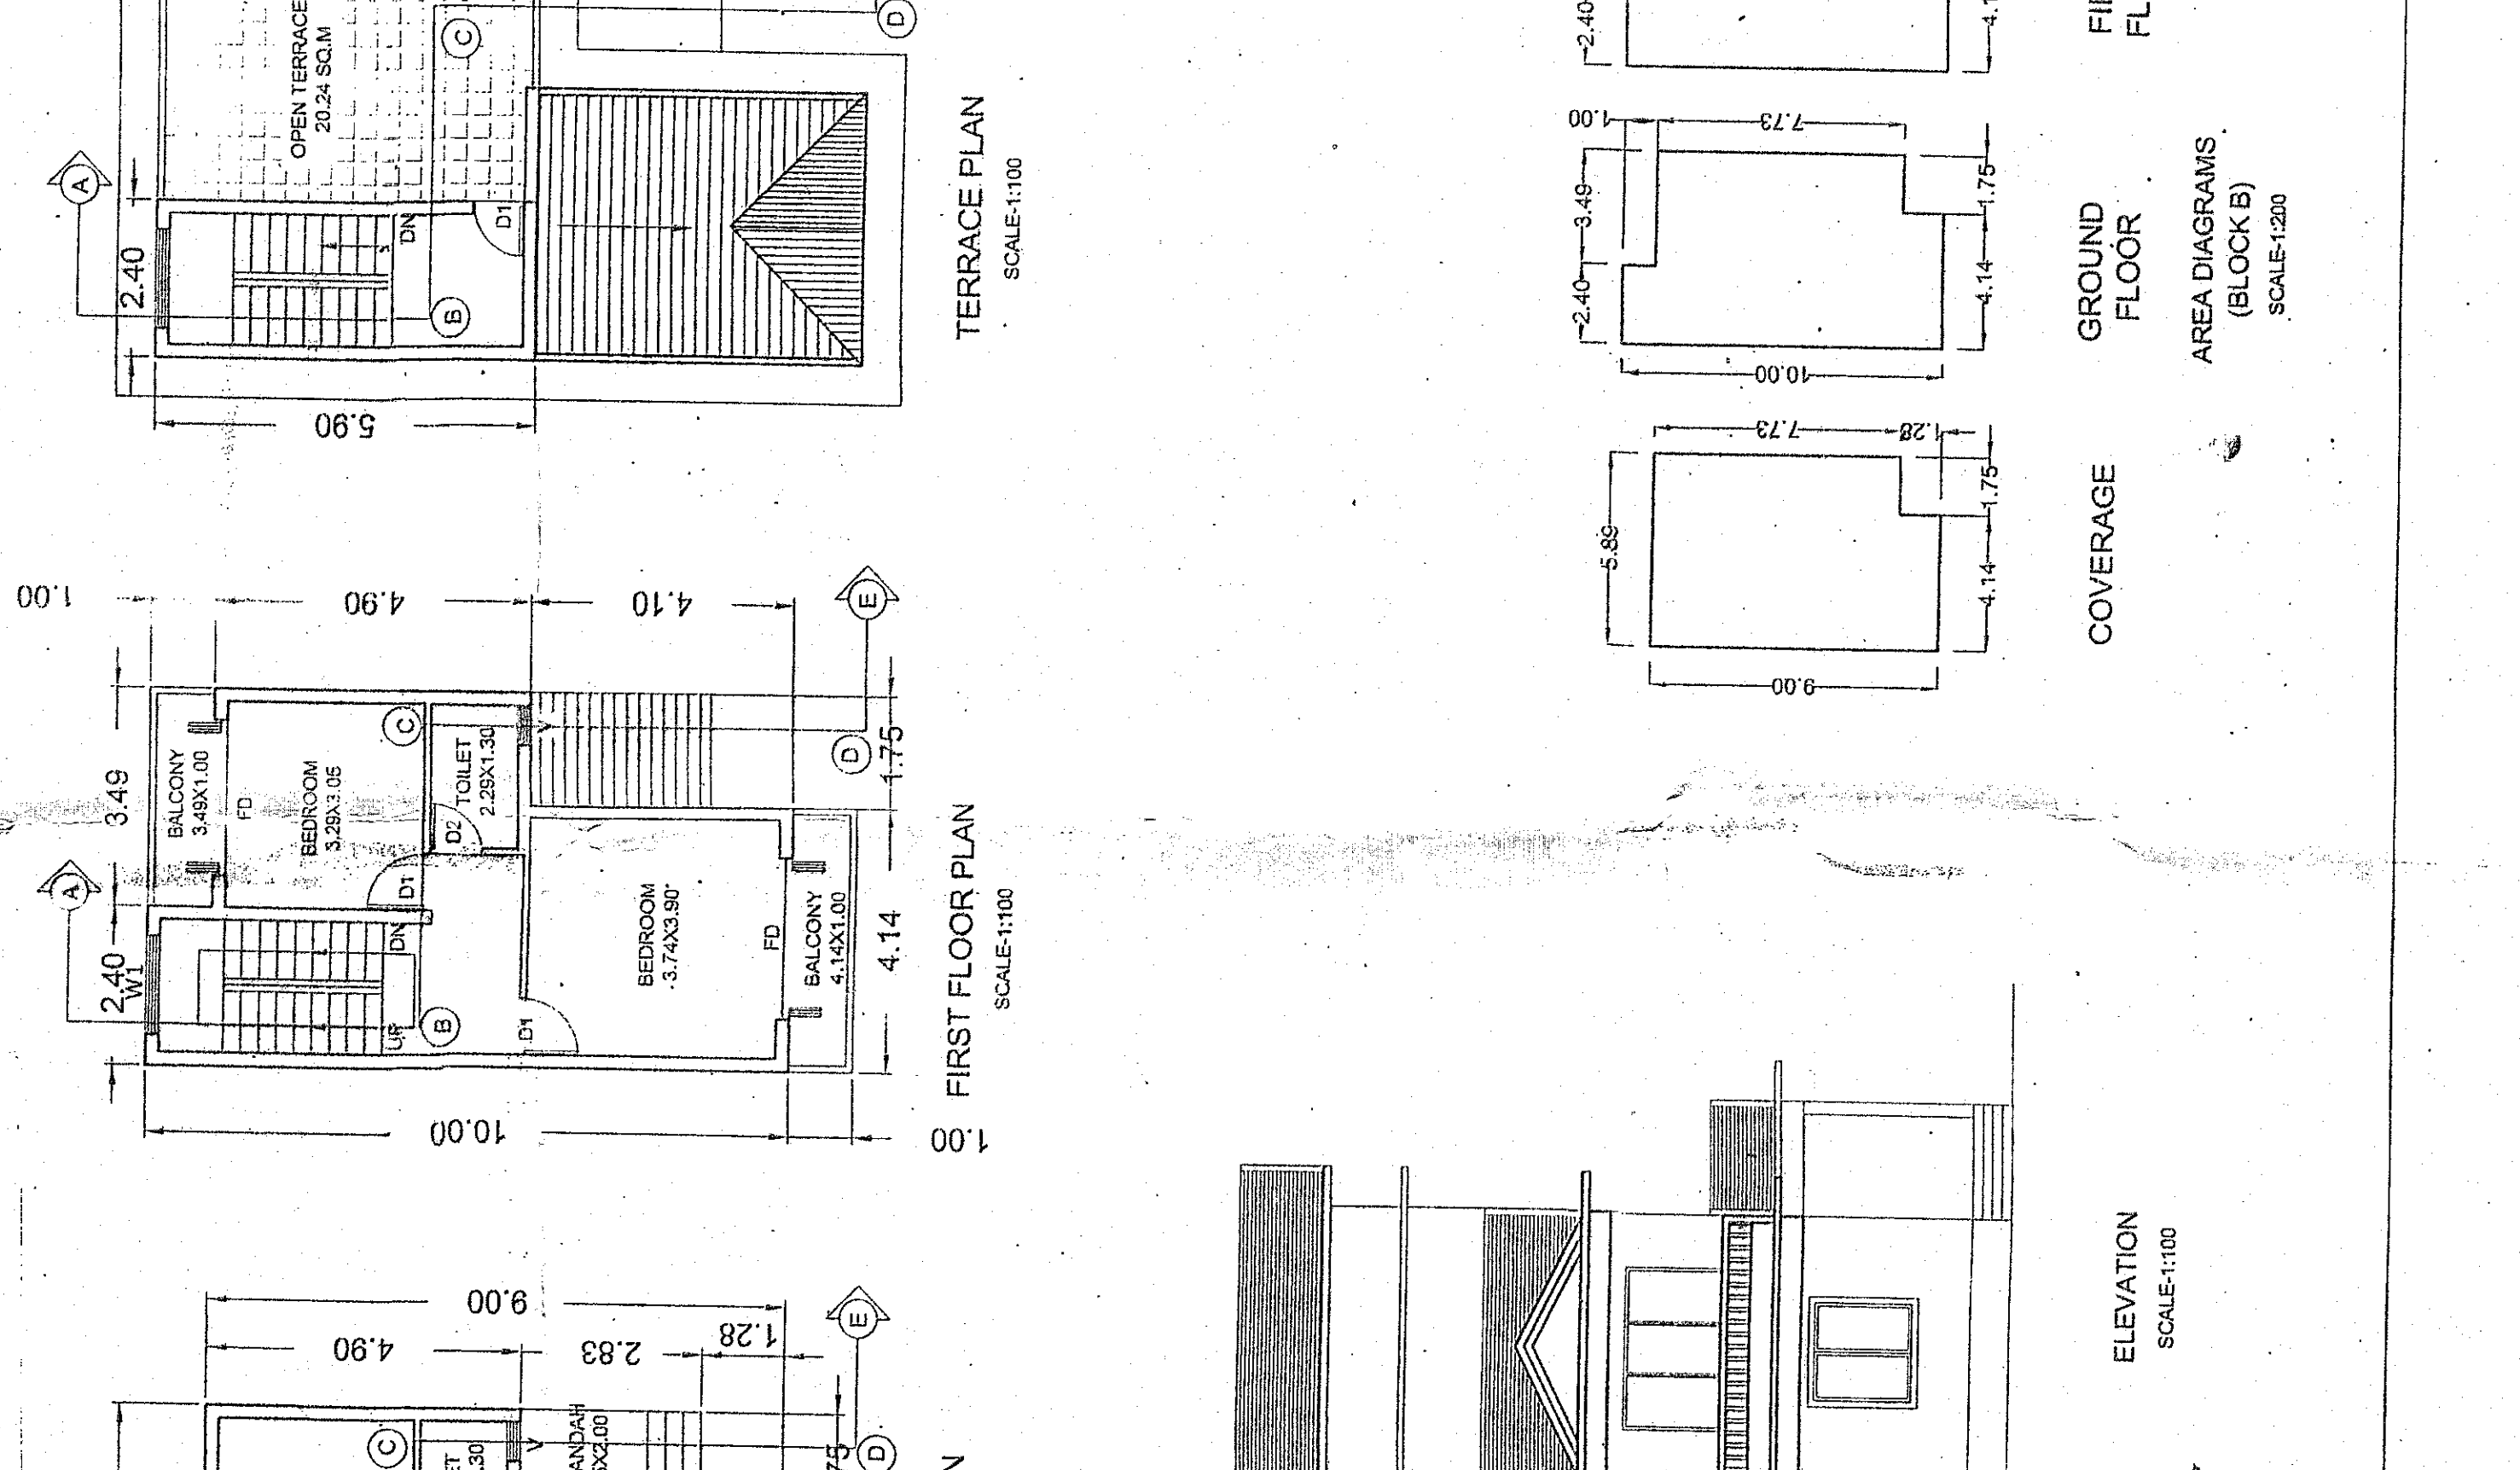 OPEN TERRACE
20.24 SQ.M
C
D
A
2.40
DN
D1
B
5.90
TERRACE PLAN
SCALE-1:100
1.00
4.90
4.10
E
3.49
BALCONY
3.49X1.00
FD
BEDROOM
3.29X3.05
C
TOILET
2.29X1.30
V
D
1.75
D2
D1
A
2.40
W1
DN
UP
B
D1
BEDROOM
3.74X3.90
FD
BALCONY
4.14X1.00
4.14
10.00
1.00
FIRST FLOOR PLAN
SCALE-1:100
9.00
4.90
2.83
1.28
E
C
V
D
2.40
1.00
7.73
3.49
2.40
1.75
4.14
10.00
GROUND
FLOOR
AREA DIAGRAMS
(BLOCK B)
SCALE-1:200
7.73
1.28
5.89
1.75
4.14
9.00
COVERAGE
ELEVATION
SCALE-1:100